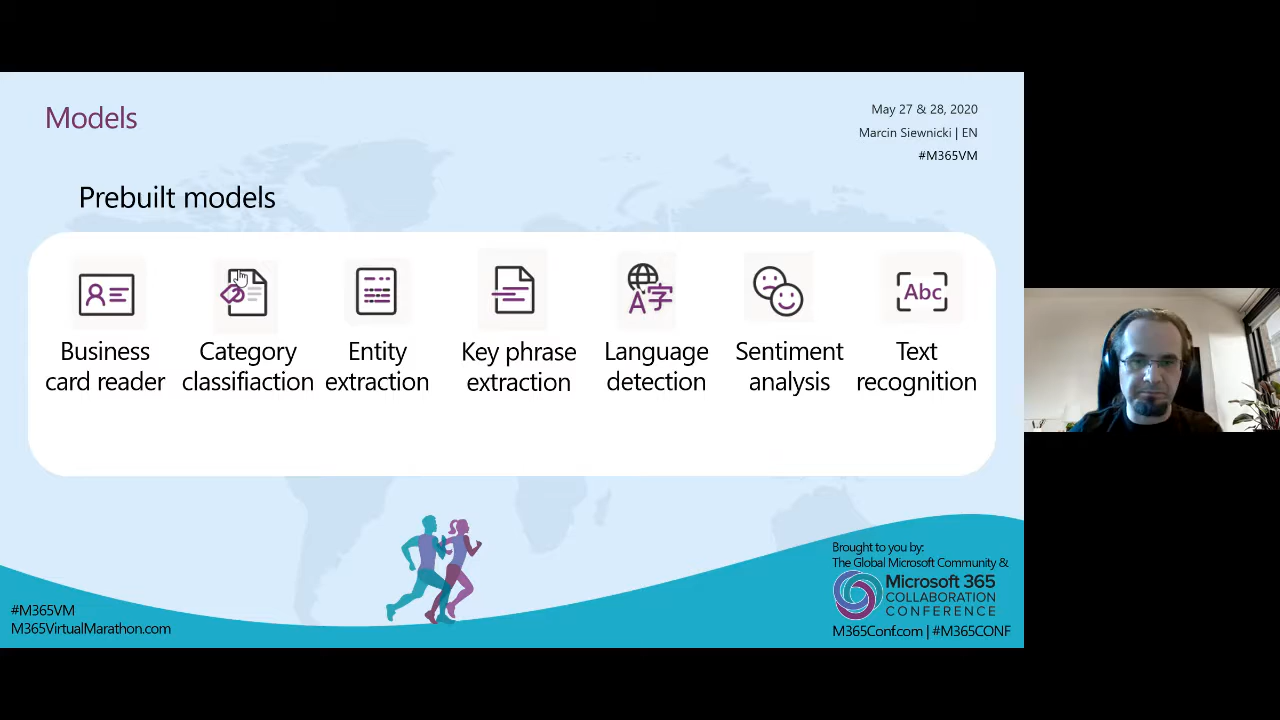 Models
May 27 & 28, 2020
Marcin Siewnicki | EN
#M365VM
Prebuilt models
A字
Abc
Business
card reader
Category
classifiaction
Entity
extraction
Key phrase
extraction
Language
detection
Sentiment
analysis
Text
recognition
Brought to you by:
The Global Microsoft Community &
Microsoft 365
COLLABORATION
CONFERENCE
M365Conf.com | #M365CONF
#M365VM
M365VirtualMarathon.com